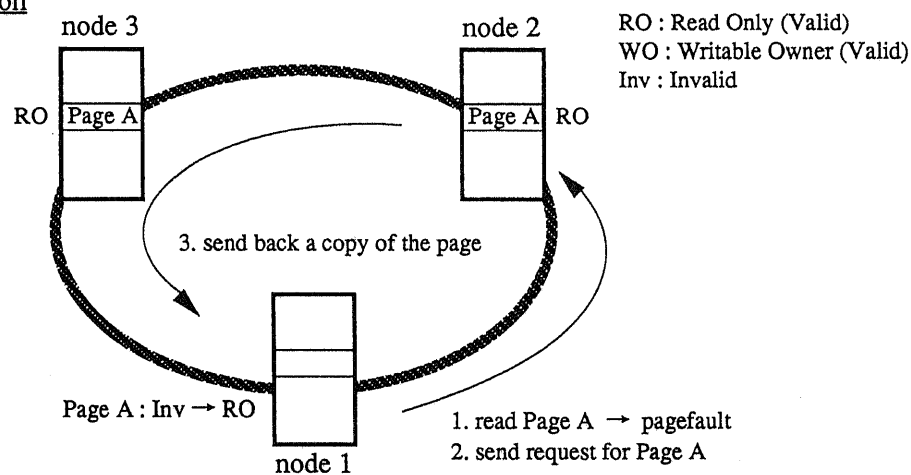 node 3
node 2
RO : Read Only (Valid)
WO : Writable Owner (Valid)
Inv : Invalid
RO
Page A
Page A
RO
3. send back a copy of the page
Page A : Inv → RO
1. read Page A → pagefault
2. send request for Page A
node 1